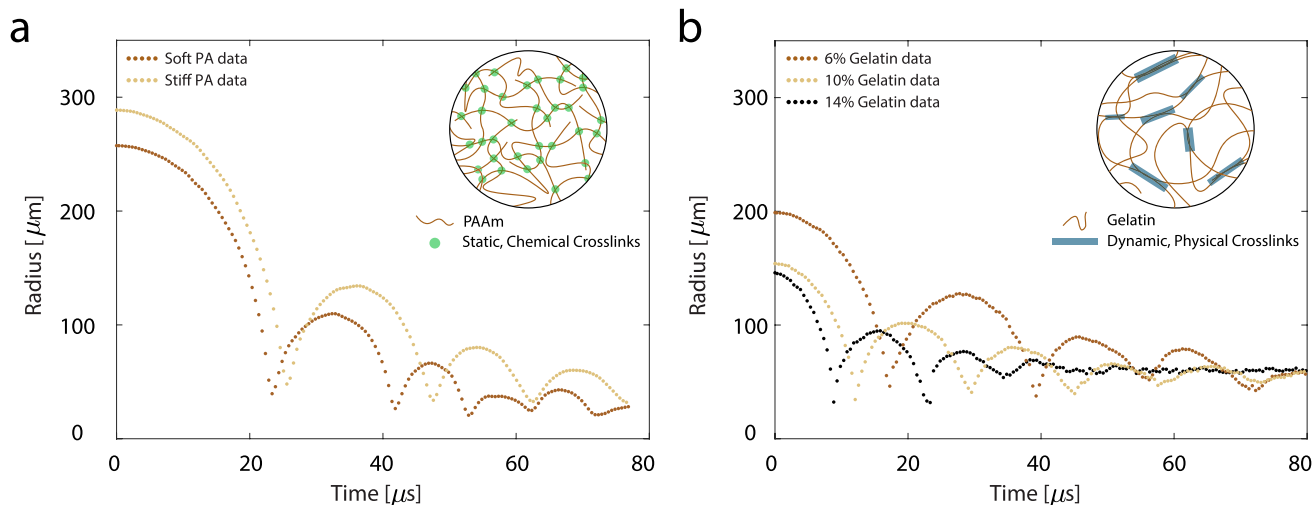 a
Soft PA data
Stiff PA data
PAAm
Static, Chemical Crosslinks
Radius [μm]
300
200
100
0
0 20 40 60 80
Time [μs]
b
6% Gelatin data
10% Gelatin data
14% Gelatin data
Gelatin
Dynamic, Physical Crosslinks
Radius [μm]
300
200
100
0
0 20 40 60 80
Time [μs]